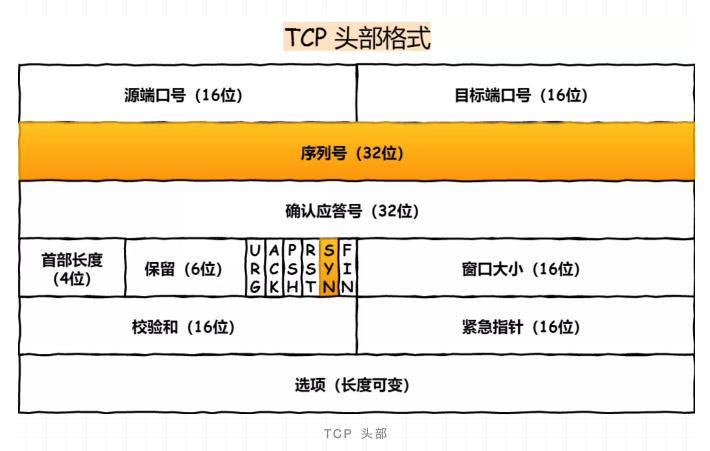 TCP 头部格式
源端口号（16位） 目标端口号（16位）
序列号（32位）
确认应答号（32位）
首部长度
（4位）
保留（6位）
URG
ACK
PSH
RST
SYN
FIN
窗口大小（16位）
校验和（16位） 紧急指针（16位）
选项（长度可变）
TCP 头部